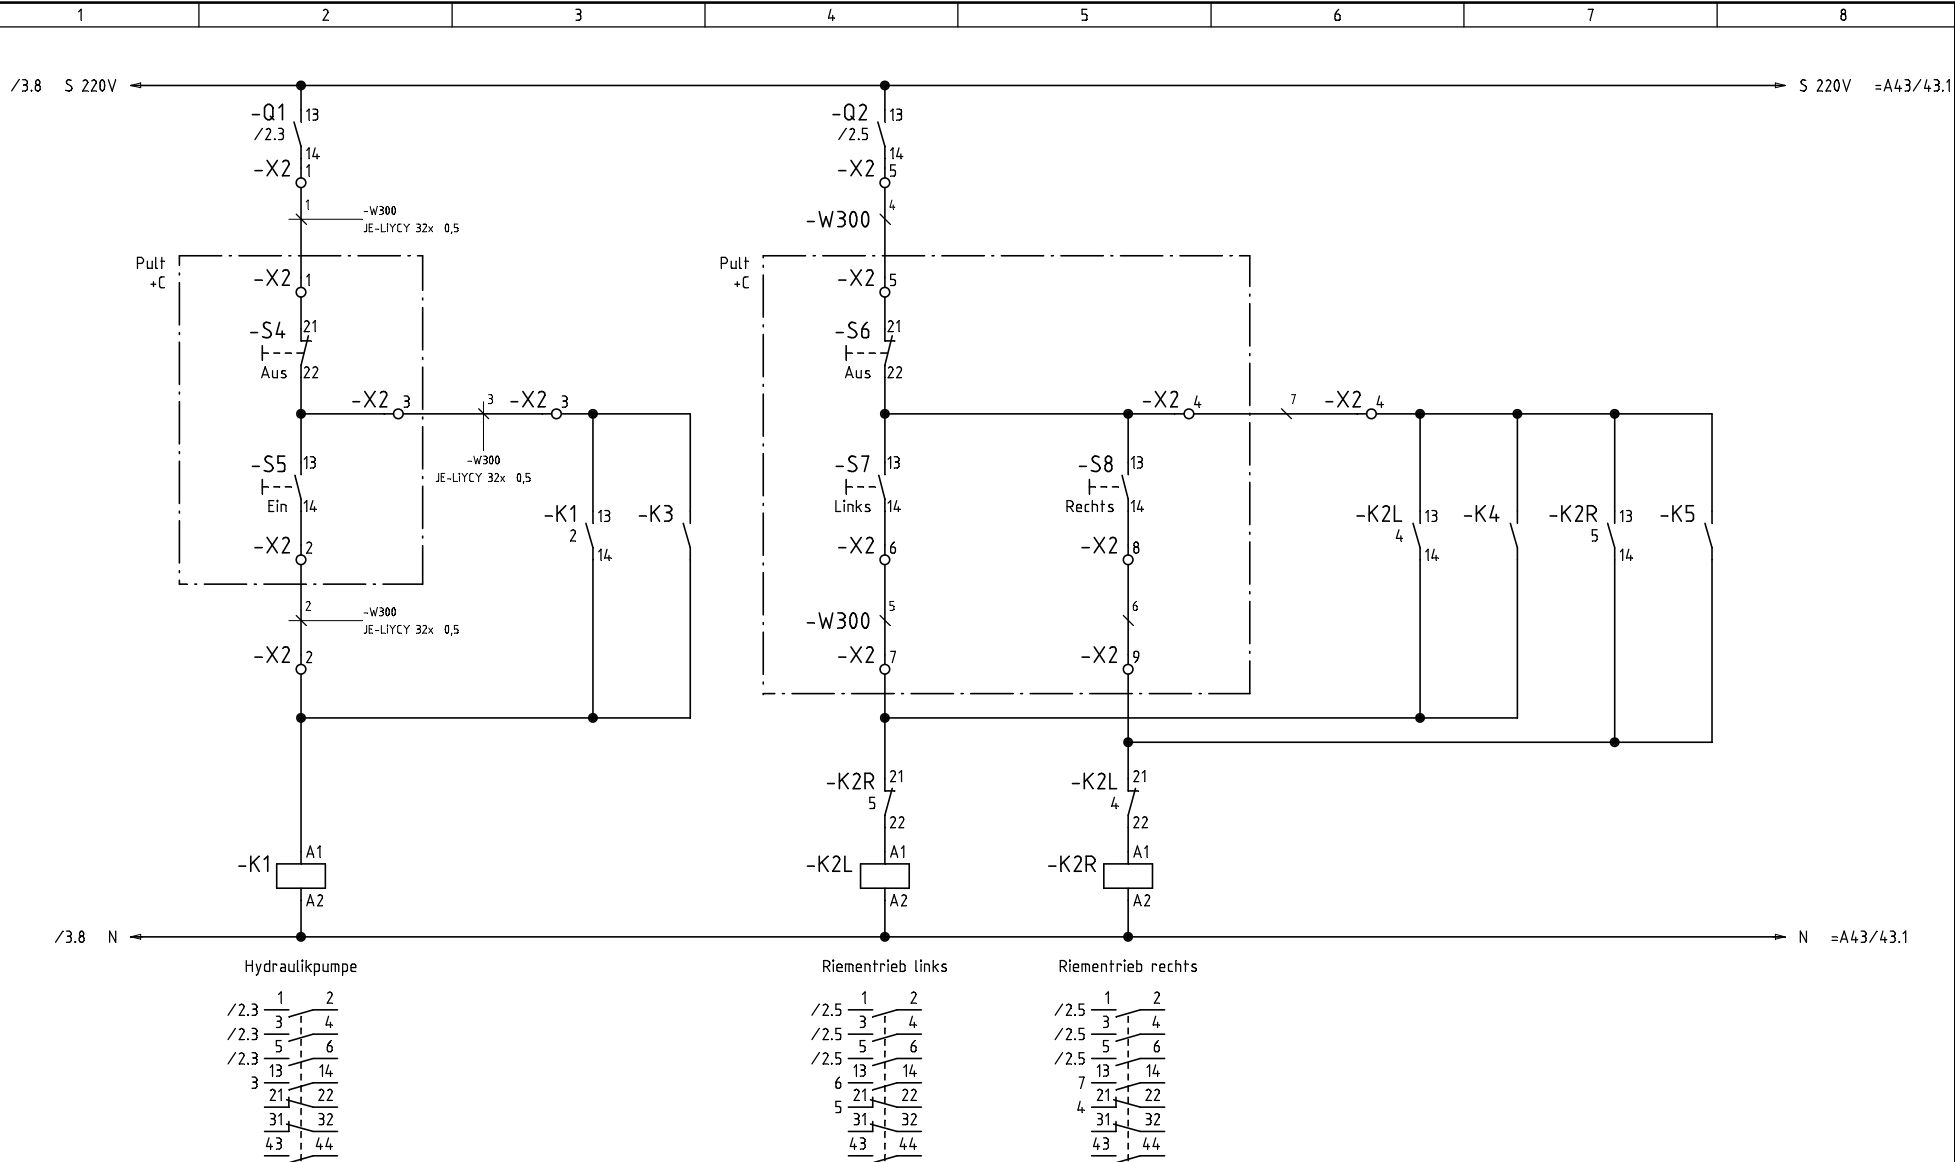 1 2 3 4 5 6 7 8
/3.8 S 220V S 220V =A43/43.1
-Q1 13 -Q2 13
/2.3 /2.5
14 14
-X2 1 -X2 5
1 4
-W300 -W300
JE-LiYCY 32x 0,5
Pult Pult
+C +C
-X2 1 -X2 5
-S4 21 -S6 21
Aus 22 Aus 22
-X2 3 3 -X2 3 -X2 4 7 -X2 4
-W300
JE-LiYCY 32x 0,5
-S5 13 -S7 13 -S8 13
Ein 14 Links 14 Rechts 14
-K1 13 -K3 -K2L 13 -K4 -K2R 13 -K5
2 4 5
14 14 14
-X2 2 -X2 6 -X2 8
2 5 6
-W300 -W300
JE-LiYCY 32x 0,5
-X2 2 -X2 7 -X2 9
-K2R 21 -K2L 21
5 4
22 22
A1 A1 A1
-K1 -K2L -K2R
A2 A2 A2
/3.8 N N =A43/43.1
Hydraulikpumpe Riementrieb links Riementrieb rechts
1 2 1 2 1 2
/2.3 /2.5 /2.5
3 4 3 4 3 4
/2.3 /2.5 /2.5
5 6 5 6 5 6
/2.3 /2.5 /2.5
13 14 13 14 13 14
3 6 7
21 22 21 22 21 22
5 4
31 32 31 32 31 32
43 44 43 44 43 44